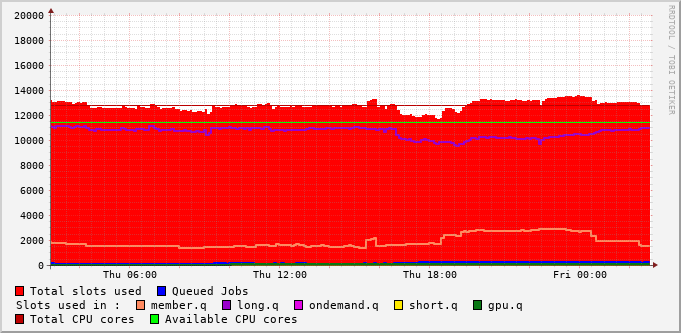 20000
18000
16000
14000
12000
10000
8000
6000
4000
2000
0
Thu 06:00 Thu 12:00 Thu 18:00 Fri 00:00
Total slots used Queued Jobs
Slots used in : member.q long.q ondemand.q short.q gpu.q
Total CPU cores Available CPU cores
RRDTOOL / TOBI OETIKER